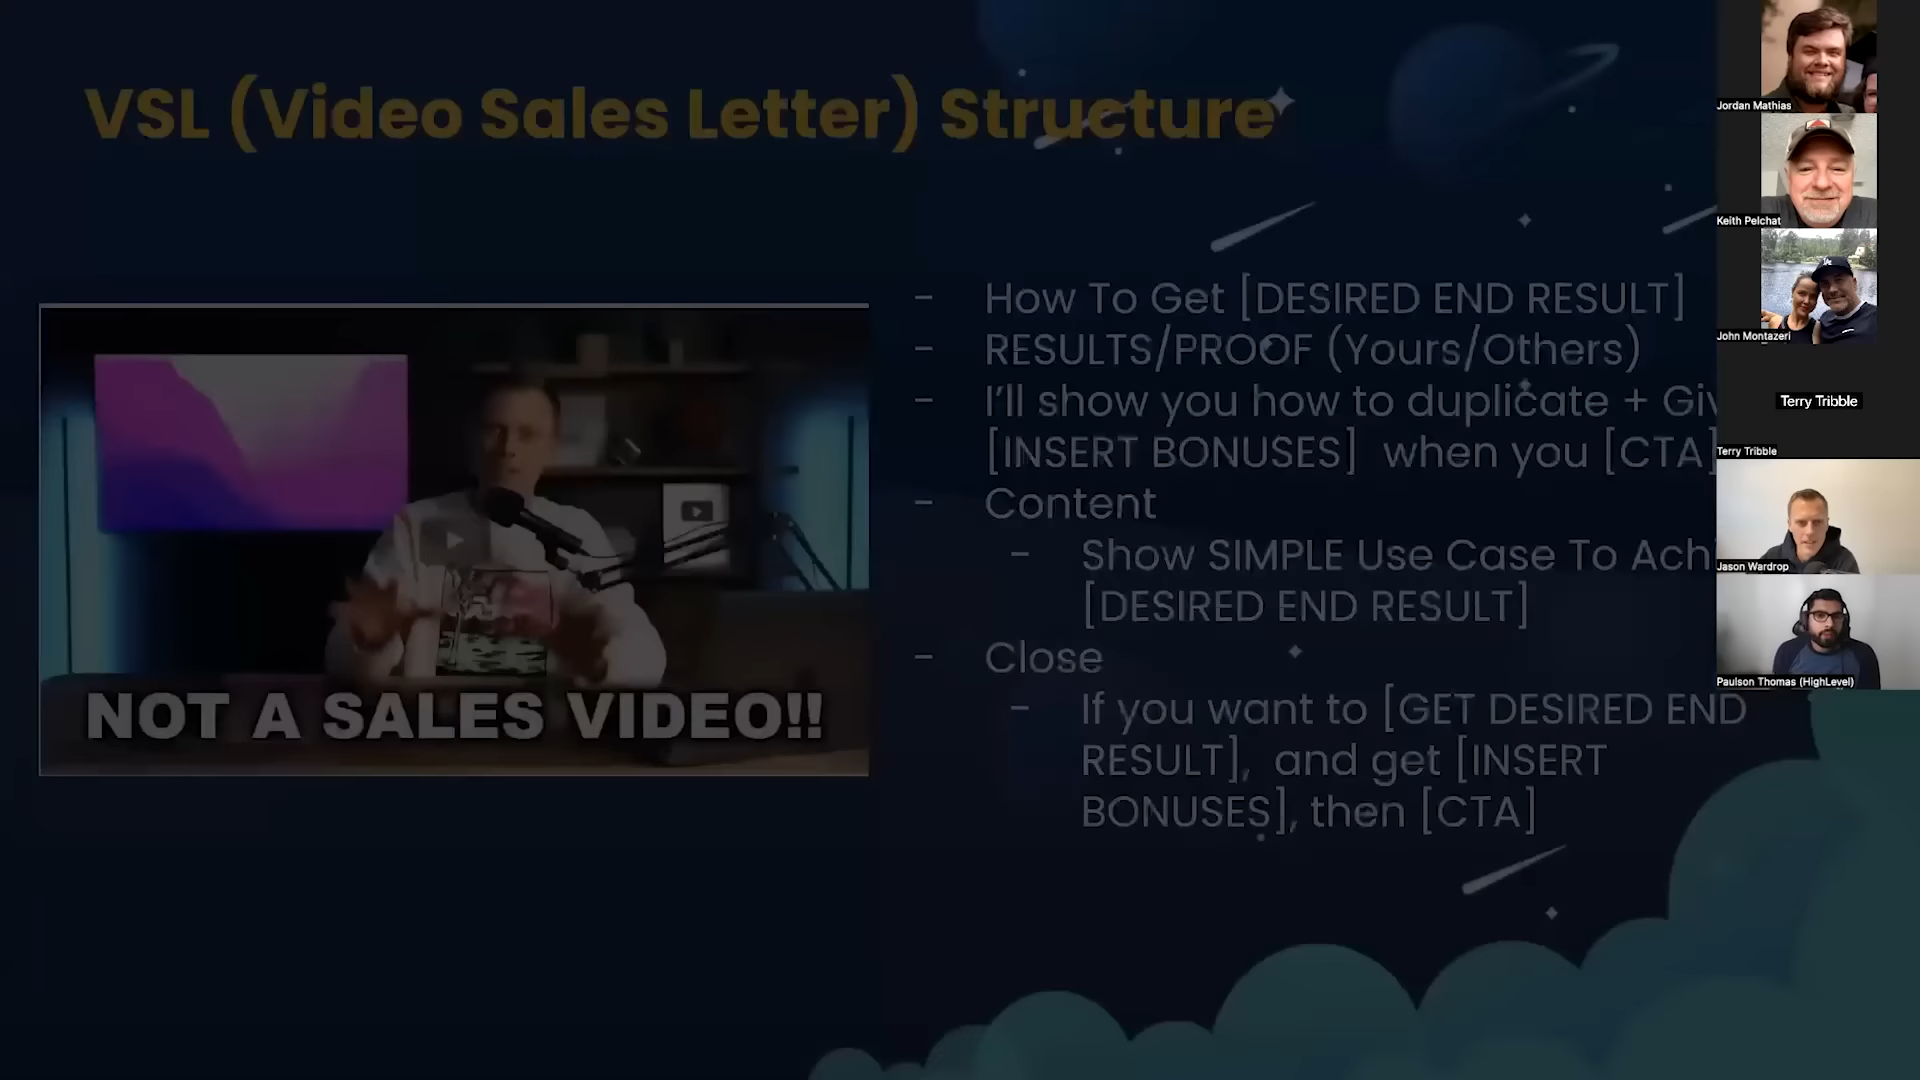 VSL (Video Sales Letter) Structure
- How To Get [DESIRED END RESULT]
- RESULTS/PROOF (Yours/Others)
- I'll show you how to duplicate +
[INSERT BONUSES] when you [CTA]
- Content
- Show SIMPLE Use Case To
[DESIRED END RESULT]
- Close
- If you want to [GET DESIRED END
RESULT], and get [INSERT
BONUSES], then [CTA]
NOT A SALES VIDEO!!
Jordan Mathias
Keith Pelchat
LA
John Montazeri
Terry Tribble
Terry Tribble
Jason Wardrop
Paulson Thomas (HighLevel)